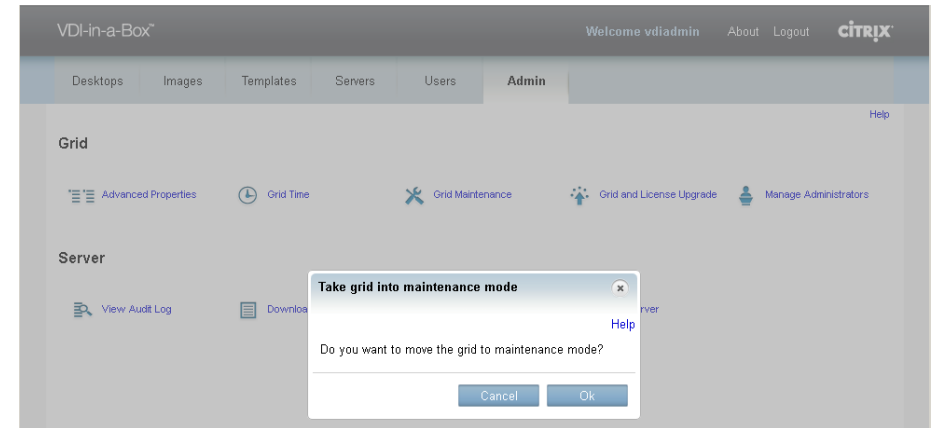 VDI-in-a-Box™ Welcome vdiadmin About Logout CİTRIX
Desktops Images Templates Servers Users Admin
Help
Grid
Advanced Properties Grid Time Grid Maintenance Grid and License Upgrade Manage Administrators
Server
Take grid into maintenance mode
View Audit Log
Help
Do you want to move the grid to maintenance mode?
Cancel Ok